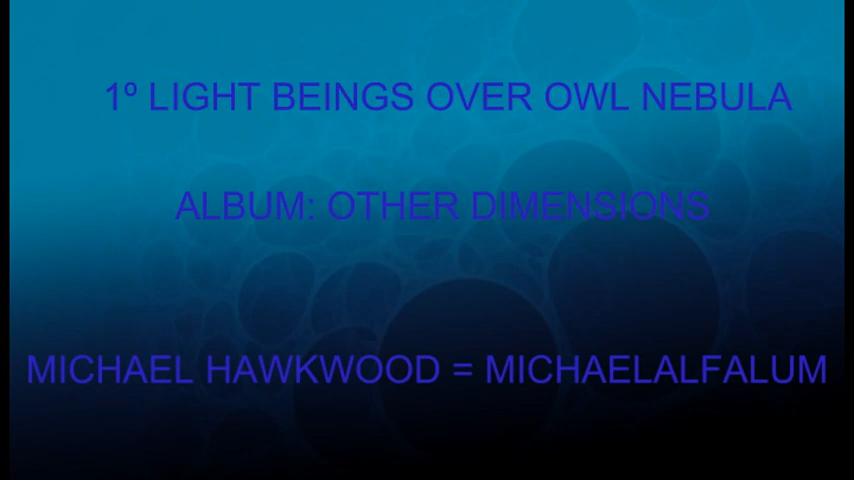 1º LIGHT BEINGS OVER OWL NEBULA
ALBUM: OTHER DIMENSIONS
MICHAEL HAWKWOOD = MICHAELALFALUM